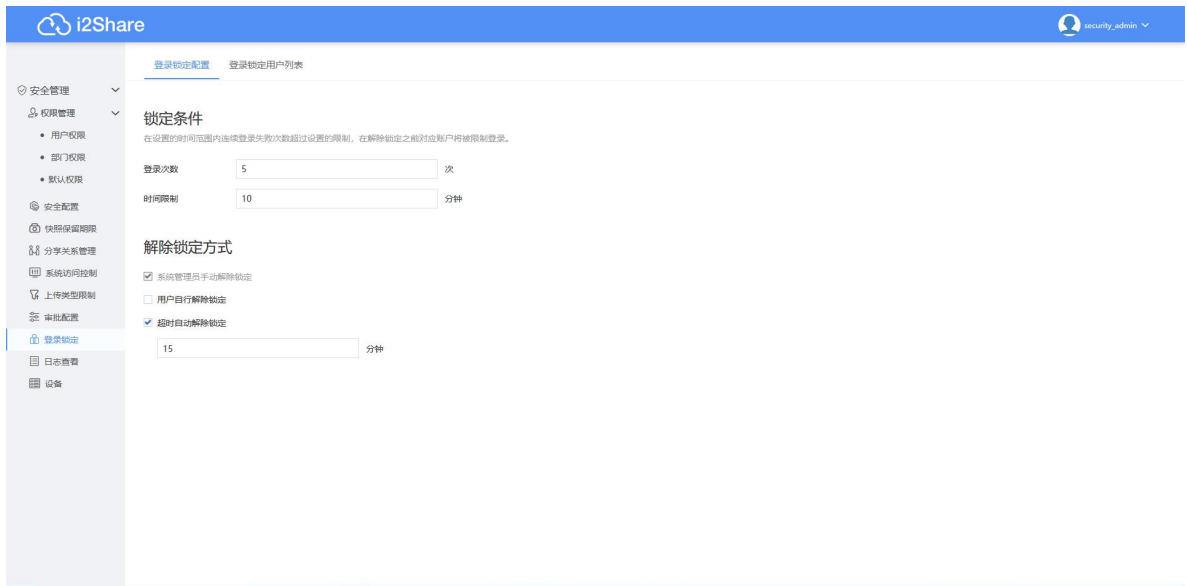 i2Share
security_admin
登录锁定配置 登录锁定用户列表
安全管理
权限管理
用户权限
部门权限
默认权限
安全配置
快照保留期限
分享关系管理
系统访问控制
上传类型限制
审批配置
登录锁定
日志查看
设备
锁定条件
在设置的时间范围内连续登录失败次数超过设置的限制，在解除锁定之前对应账户将被限制登录。
登录次数 5 次
时间限制 10 分钟
解除锁定方式
系统管理员手动解除锁定
用户自行解除锁定
超时自动解除锁定
15 分钟